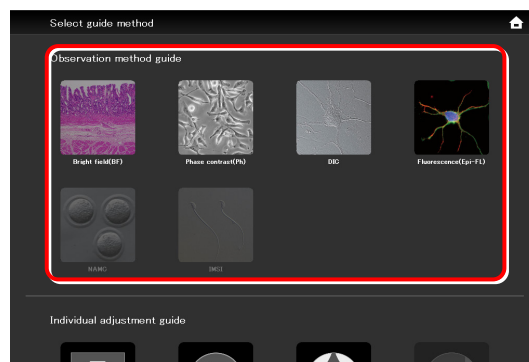 Select guide method
Observation method guide
Bright field(BF)
Phase contrast(Ph)
DIC
Fluorescence(Epi-FL)
NAMC
IMSI
Individual adjustment guide